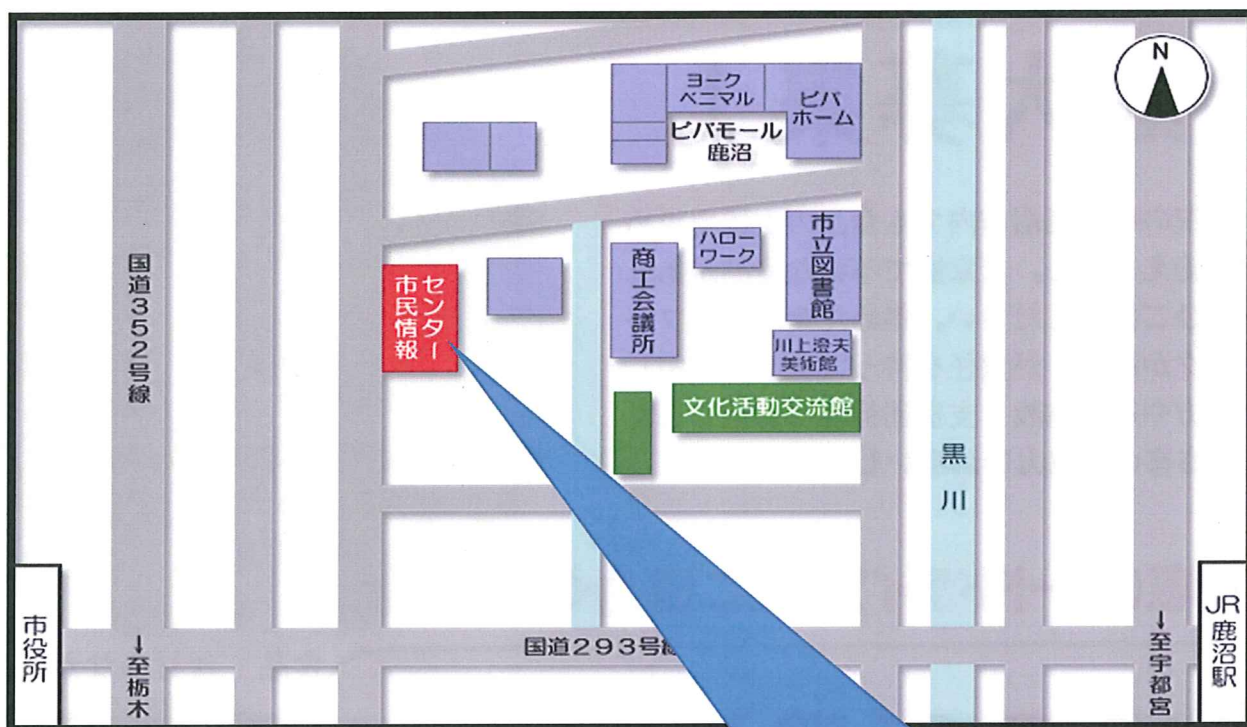 N
ヨーク
ベニマル
ビバ
ホーム
ビバモール
鹿沼
国道352号線
市民情報
センター
商工会議所
ハロー
ワーク
市立図書館
川上澄夫
美術館
文化活動交流館
黒川
市役所
↓至栃木
国道293号線
↓至宇都宮
JR鹿沼駅